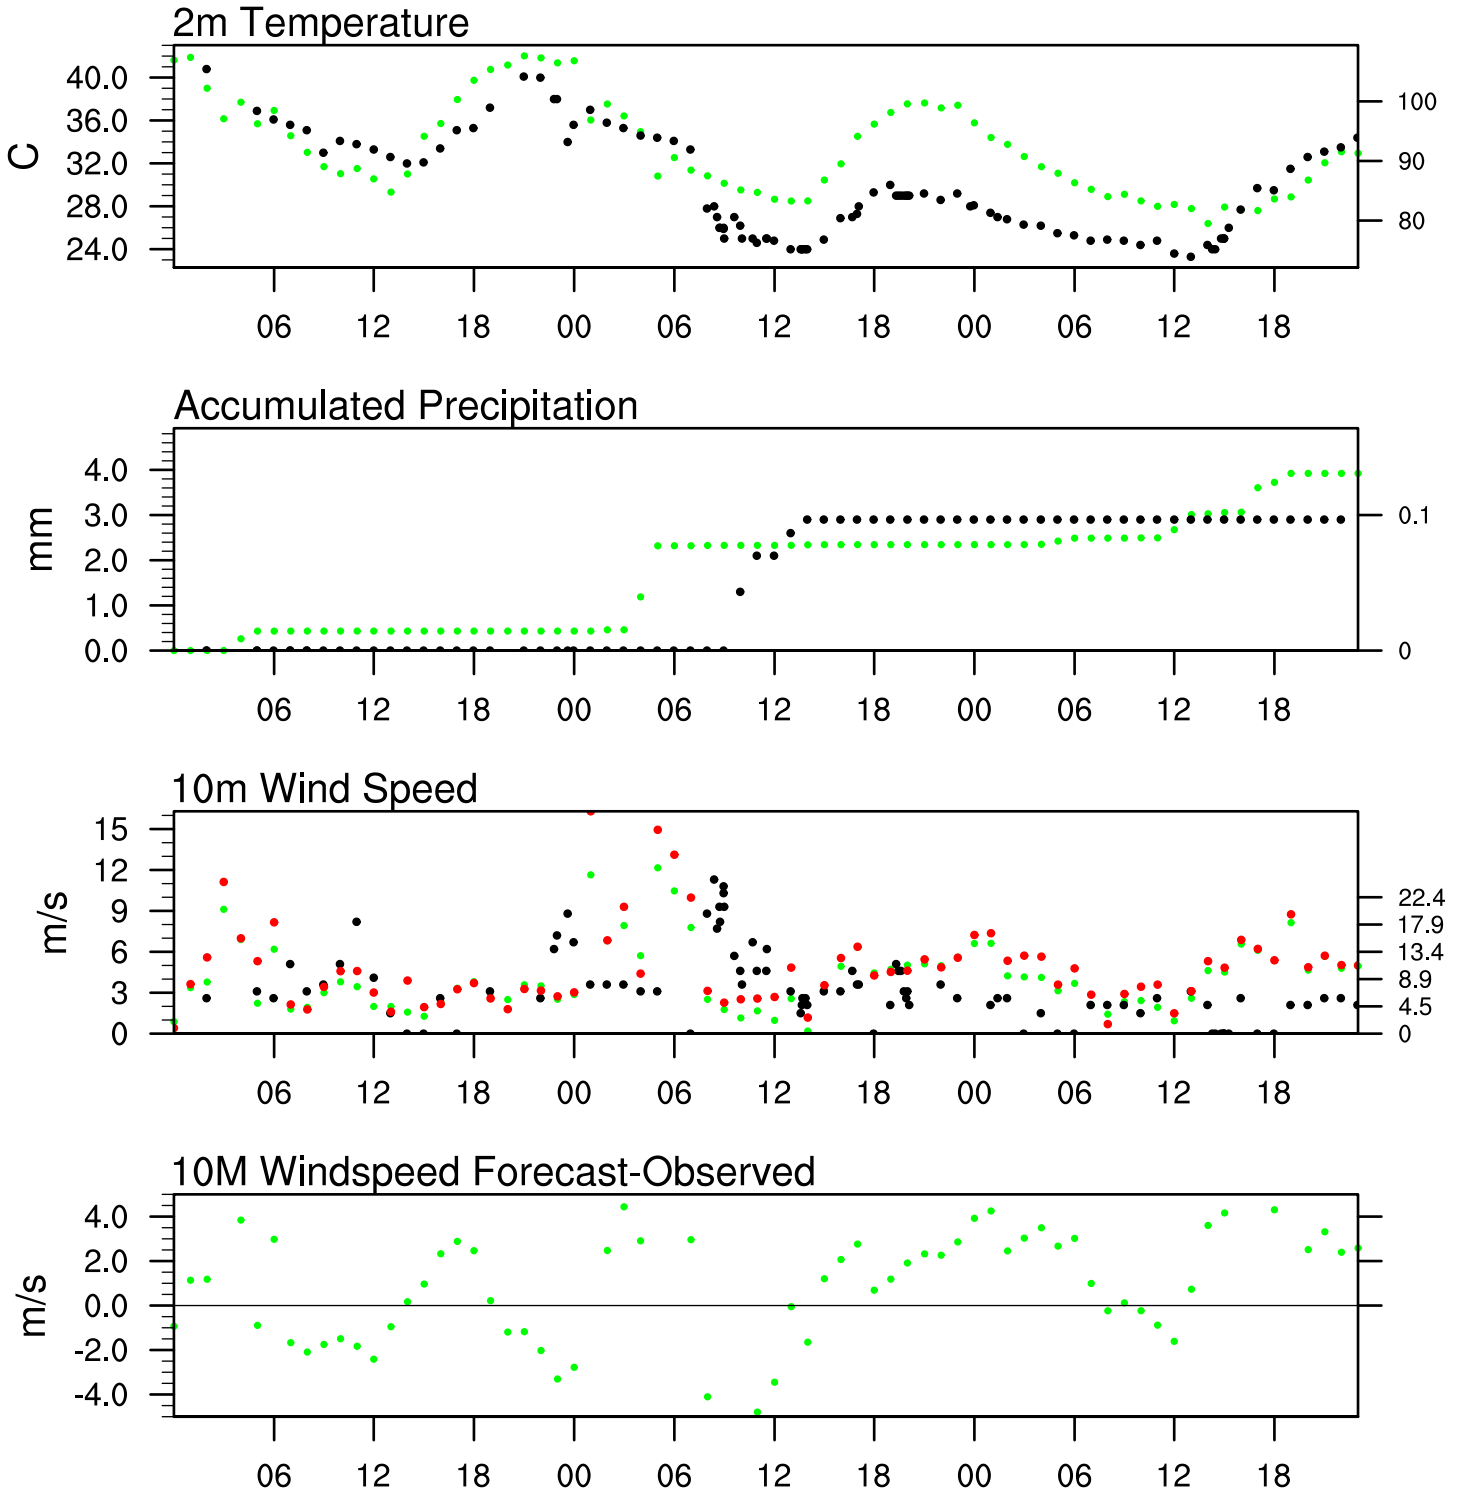 2m Temperature
40.0
36.0
32.0
28.0
24.0
C
100
90
80
06 12 18 00 06 12 18 00 06 12 18
Accumulated Precipitation
4.0
3.0
2.0
1.0
0.0
mm
0.1
0
06 12 18 00 06 12 18 00 06 12 18
10m Wind Speed
15
12
9
6
3
0
m/s
22.4
17.9
13.4
8.9
4.5
0
06 12 18 00 06 12 18 00 06 12 18
10M Windspeed Forecast-Observed
4.0
2.0
0.0
-2.0
-4.0
m/s
06 12 18 00 06 12 18 00 06 12 18